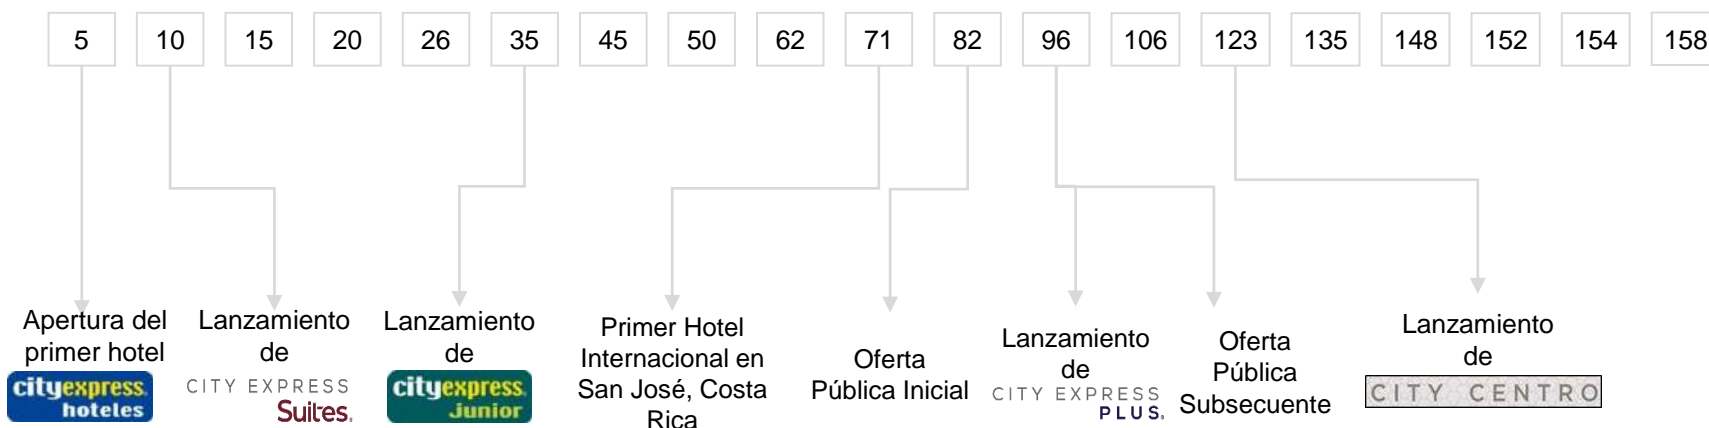 5 10 15 20 26 35 45 50 62 71 82 96 106 123 135 148 152 154 158
Apertura del
primer hotel
cityexpress.
hoteles
Lanzamiento
de
CITY EXPRESS
Suites.
Lanzamiento
de
cityexpress.
Junior
Primer Hotel
Internacional en
San José, Costa
Rica
Oferta
Pública Inicial
Lanzamiento
de
CITY EXPRESS
PLUS.
Oferta
Pública
Subsecuente
Lanzamiento
de
CITY CENTRO